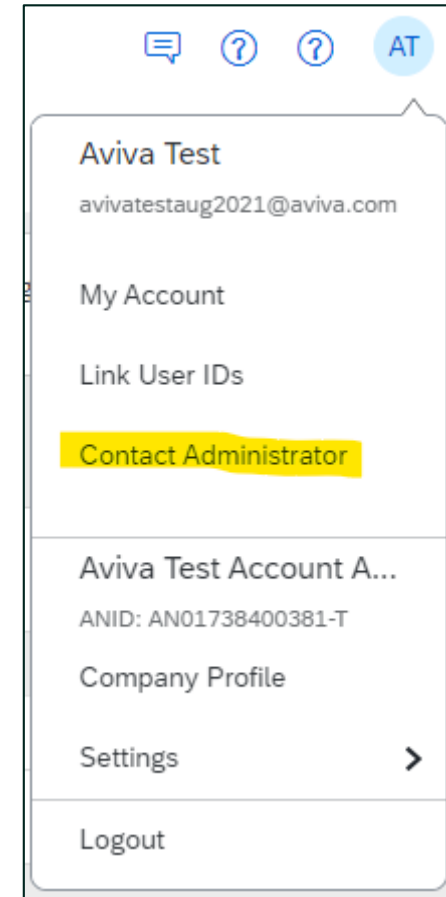 AT
Aviva Test
avivatestaug2021@aviva.com
My Account
Link User IDs
Contact Administrator
Aviva Test Account A...
ANID: AN01738400381-T
Company Profile
Settings
Logout